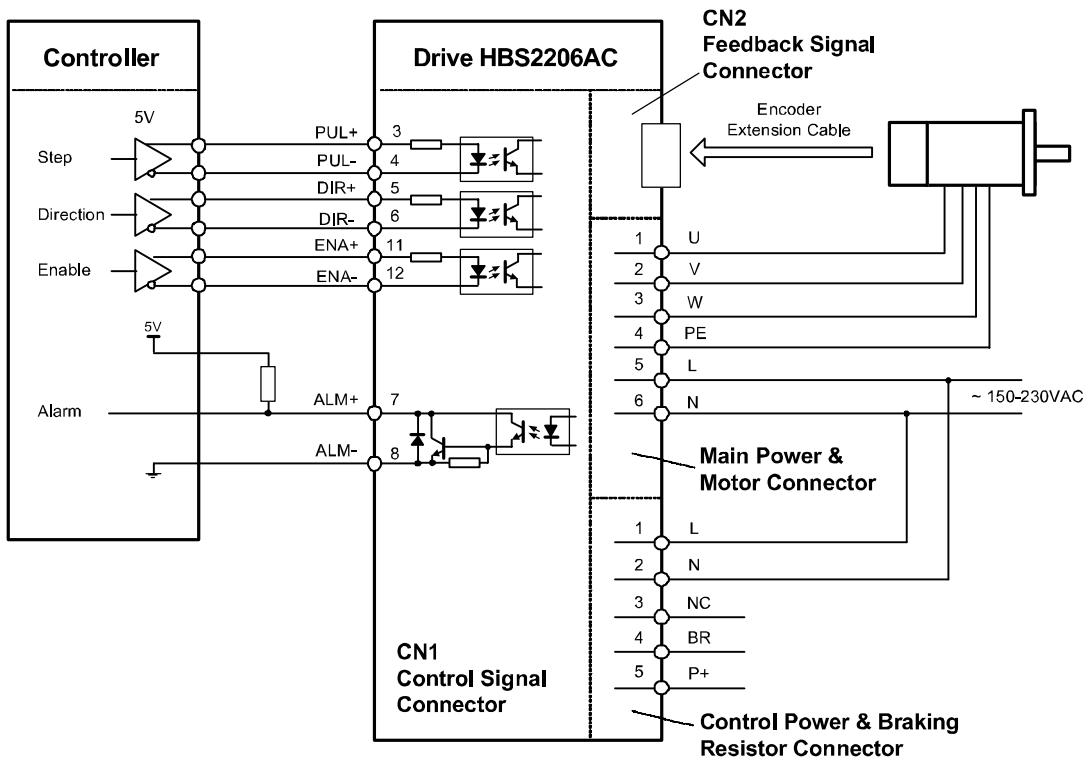 Controller
5V
Step
Direction
Enable
5V
Alarm
Drive HBS2206AC
PUL+ 3
PUL- 4
DIR+ 5
DIR- 6
ENA+ 11
ENA- 12
ALM+ 7
ALM- 8
CN1
Control Signal
Connector
CN2
Feedback Signal
Connector
Encoder
Extension Cable
1 U
2 V
3 W
4 PE
5 L
6 N
~ 150-230VAC
Main Power &
Motor Connector
1 L
2 N
3 NC
4 BR
5 P+
Control Power & Braking
Resistor Connector